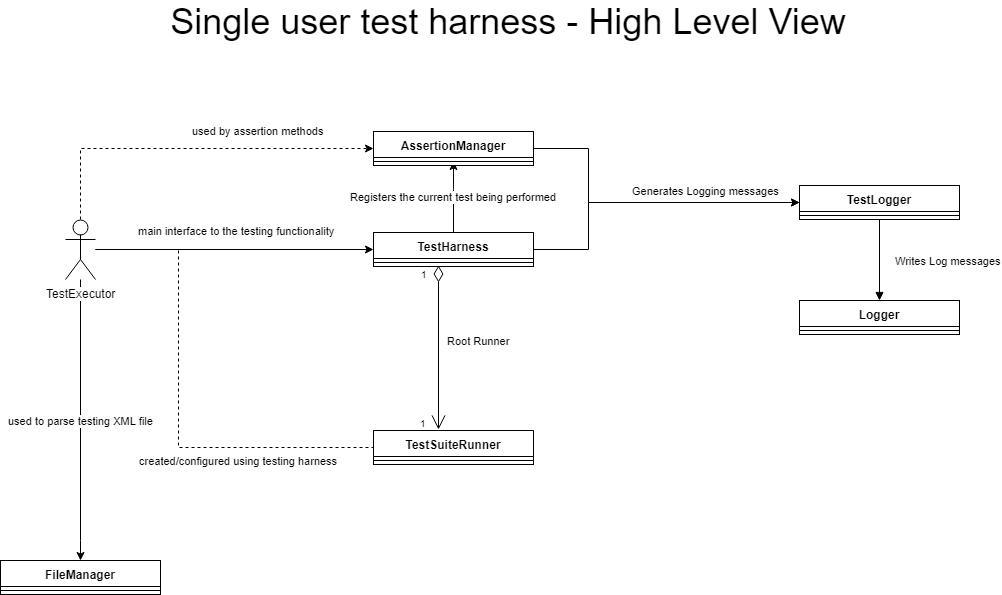 Single user test harness - High Level View
used by assertion methods
AssertionManager
Generates Logging messages
Registers the current test being performed
TestLogger
main interface to the testing functionality
TestHarness
Writes Log messages
1
TestExecutor
Logger
Root Runner
used to parse testing XML file
1
TestSuiteRunner
created/configured using testing harness
FileManager